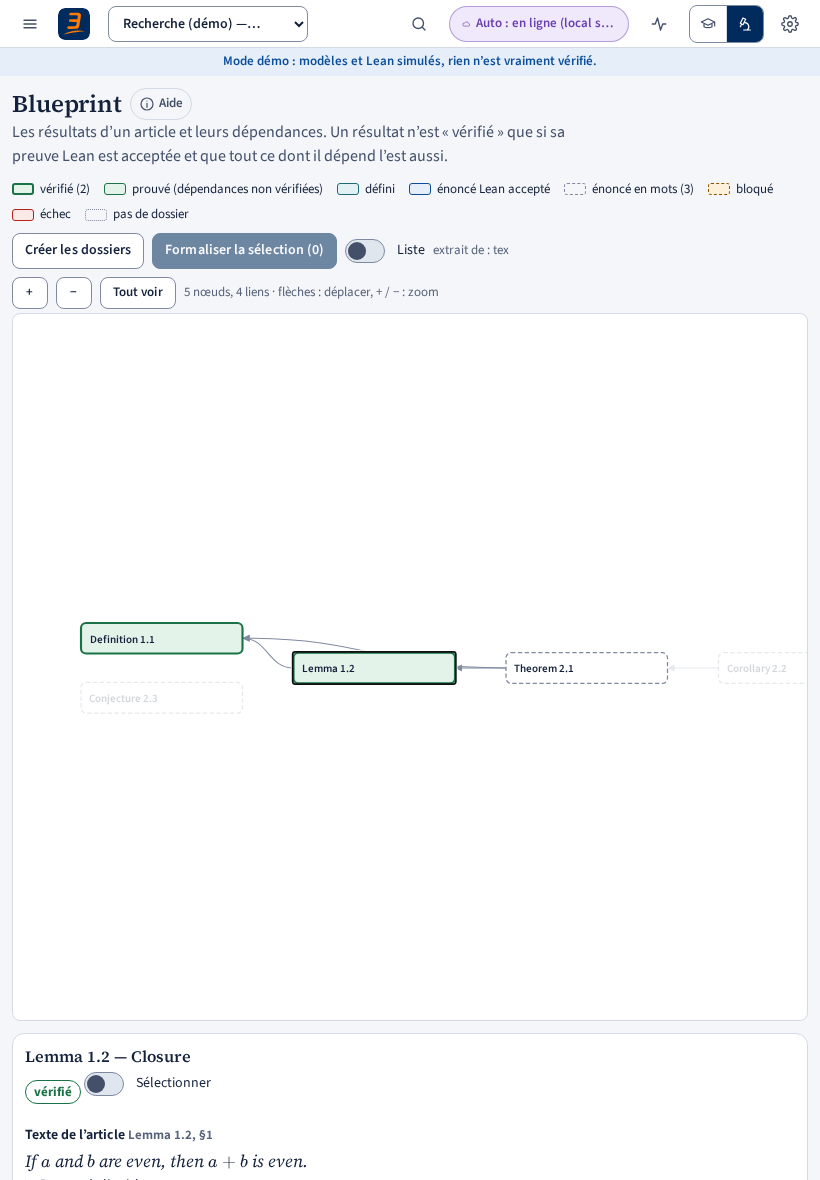 Recherche (démo) —...
Auto : en ligne (local s...
Mode démo : modèles et Lean simulés, rien n’est vraiment vérifié.
Blueprint
Aide
Les résultats d’un article et leurs dépendances. Un résultat n’est « vérifié » que si sa
preuve Lean est acceptée et que tout ce dont il dépend l’est aussi.
vérifié (2) prouvé (dépendances non vérifiées) défini énoncé Lean accepté énoncé en mots (3) bloqué
échec pas de dossier
Créer les dossiers Formaliser la sélection (0) Liste extrait de : tex
+ − Tout voir 5 nœuds, 4 liens · flèches : déplacer, + / − : zoom
Definition 1.1
Lemma 1.2
Theorem 2.1
Corollary 2.2
Conjecture 2.3
Lemma 1.2 — Closure
vérifié Sélectionner
Texte de l’article Lemma 1.2, §1
If a and b are even, then a + b is even.